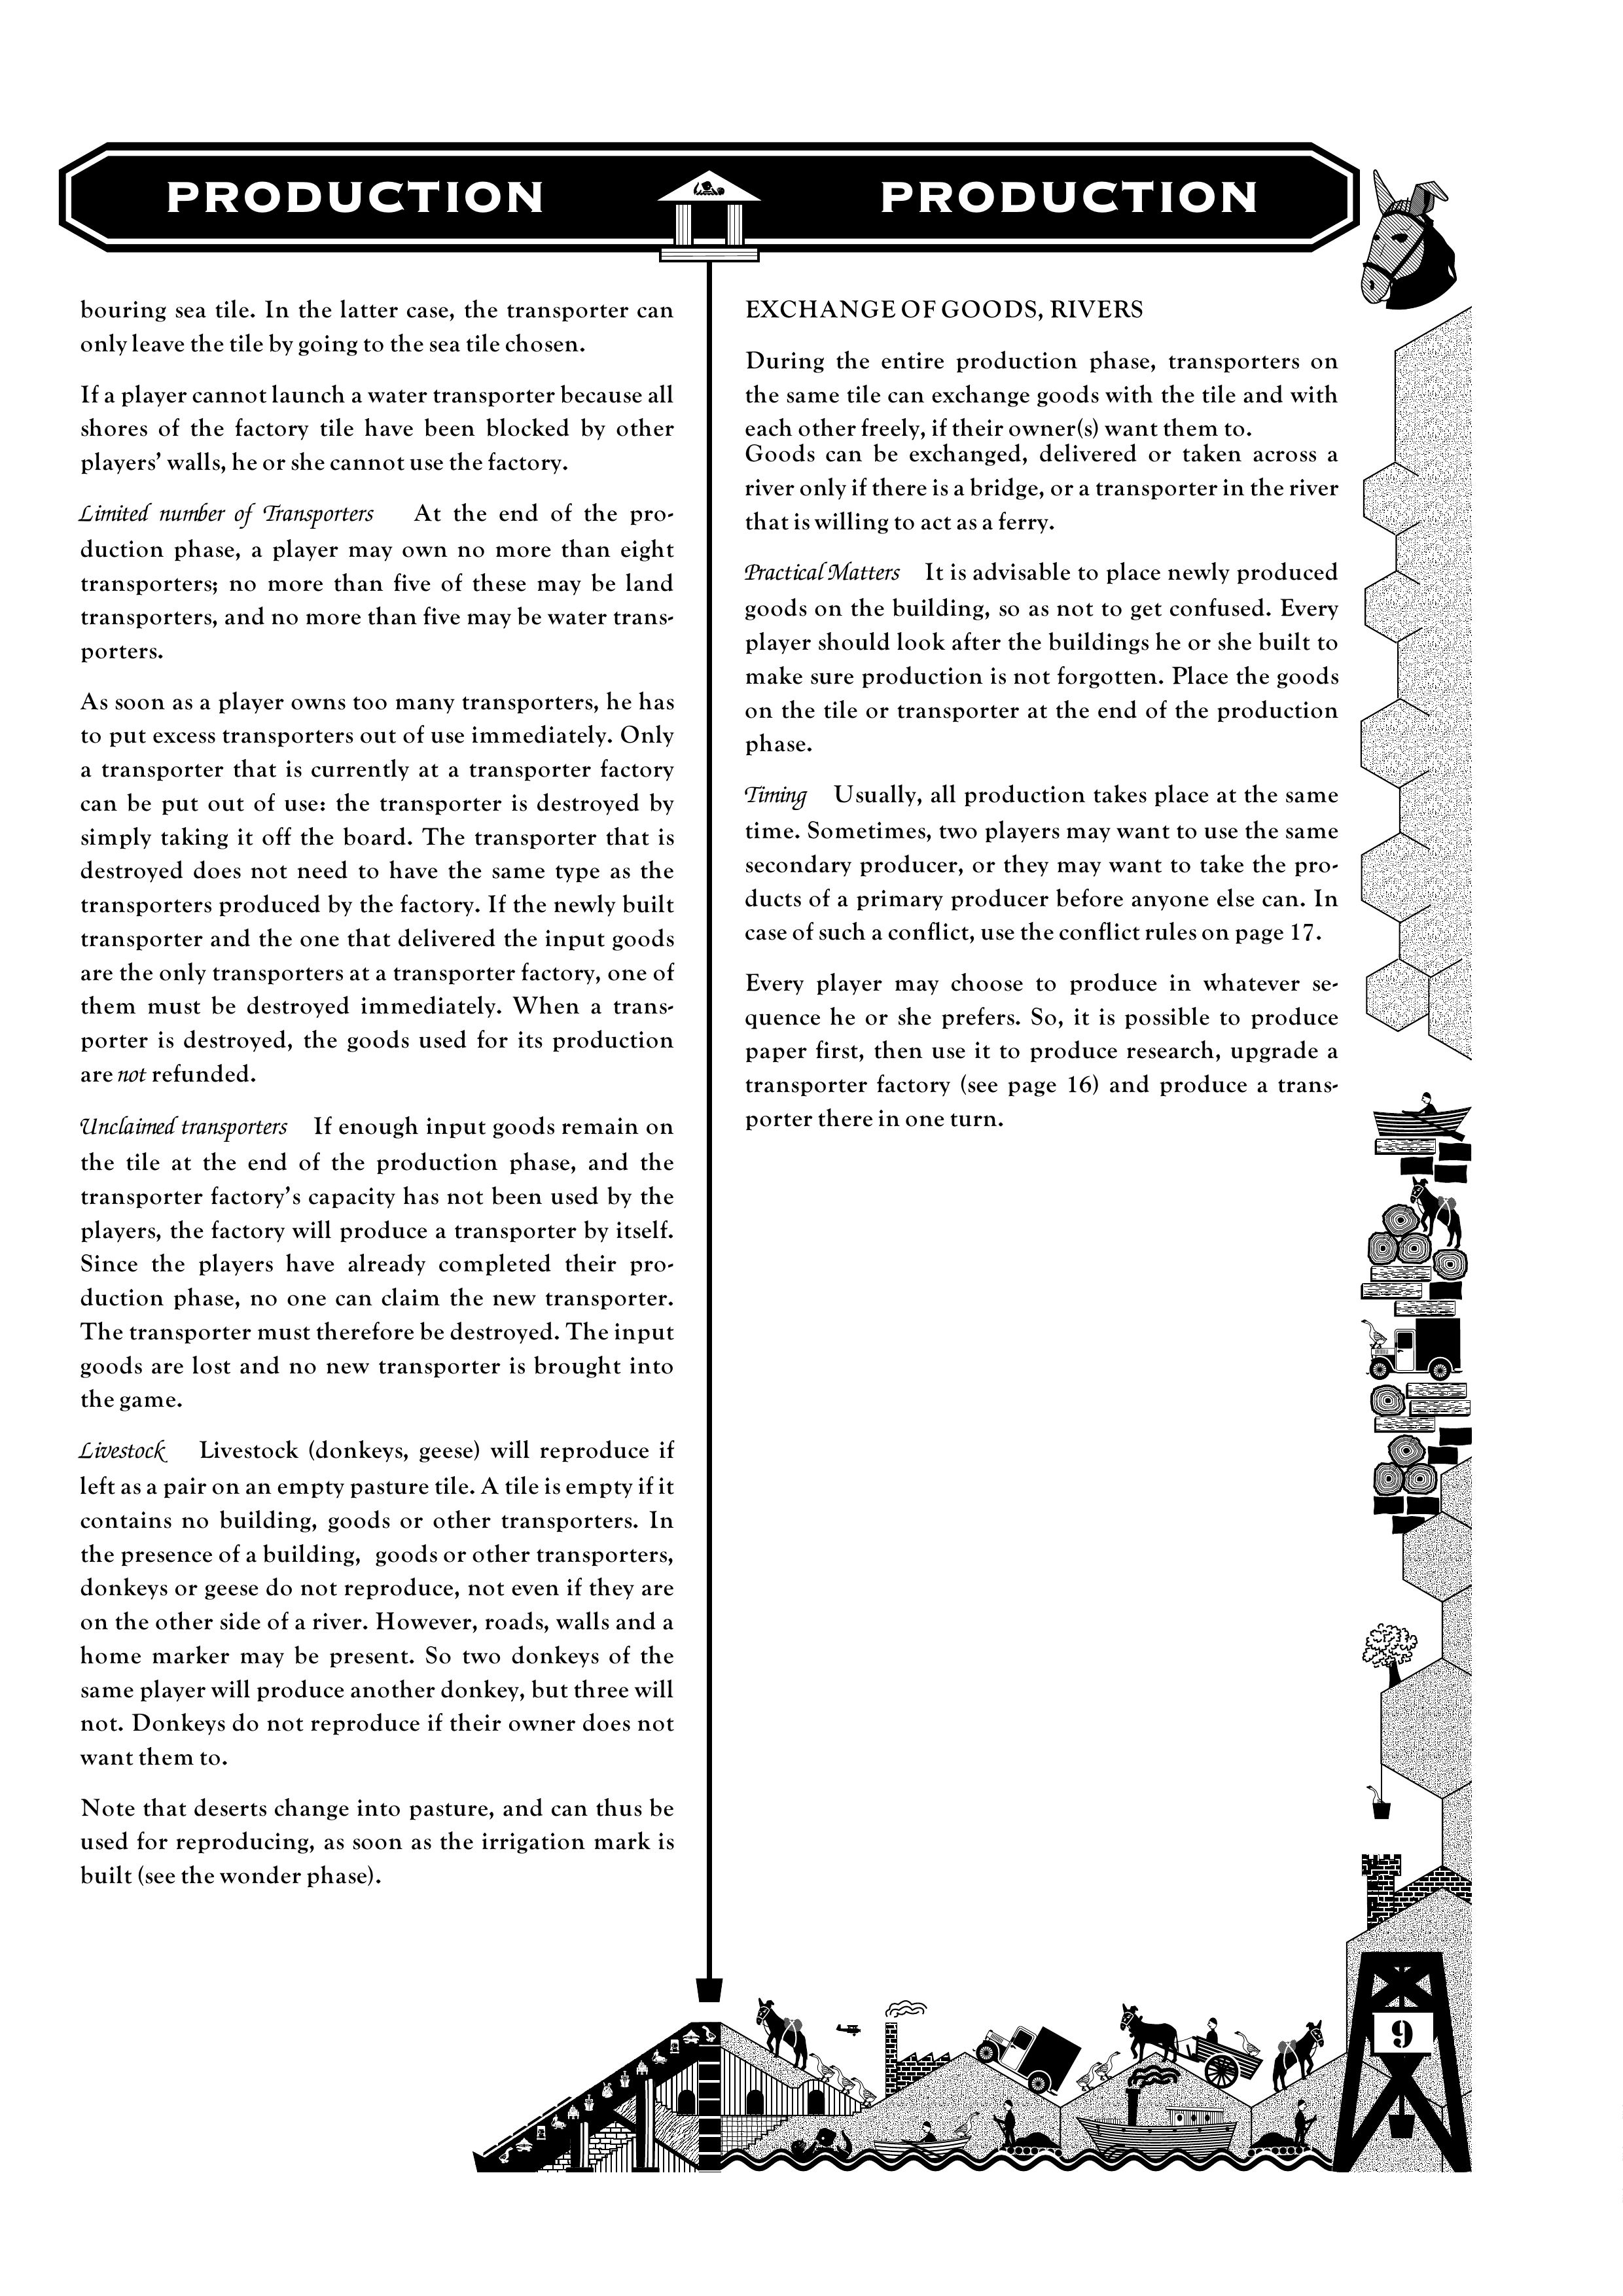 PRODUCTION
PRODUCTION
bouring sea tile. In the latter case, the transporter can
only leave the tile by going to the sea tile chosen.
If a player cannot launch a water transporter because all
shores of the factory tile have been blocked by other
players’ walls, he or she cannot use the factory.
Limited number of Transporters At the end of the pro-
duction phase, a player may own no more than eight
transporters; no more than five of these may be land
transporters, and no more than five may be water trans-
porters.
As soon as a player owns too many transporters, he has
to put excess transporters out of use immediately. Only
a transporter that is currently at a transporter factory
can be put out of use: the transporter is destroyed by
simply taking it off the board. The transporter that is
destroyed does not need to have the same type as the
transporters produced by the factory. If the newly built
transporter and the one that delivered the input goods
are the only transporters at a transporter factory, one of
them must be destroyed immediately. When a trans-
porter is destroyed, the goods used for its production
are not refunded.
Unclaimed transporters If enough input goods remain on
the tile at the end of the production phase, and the
transporter factory’s capacity has not been used by the
players, the factory will produce a transporter by itself.
Since the players have already completed their pro-
duction phase, no one can claim the new transporter.
The transporter must therefore be destroyed. The input
goods are lost and no new transporter is brought into
the game.
Livestock Livestock (donkeys, geese) will reproduce if
left as a pair on an empty pasture tile. A tile is empty if it
contains no building, goods or other transporters. In
the presence of a building, goods or other transporters,
donkeys or geese do not reproduce, not even if they are
on the other side of a river. However, roads, walls and a
home marker may be present. So two donkeys of the
same player will produce another donkey, but three will
not. Donkeys do not reproduce if their owner does not
want them to.
Note that deserts change into pasture, and can thus be
used for reproducing, as soon as the irrigation mark is
built (see the wonder phase).
EXCHANGE OF GOODS, RIVERS
During the entire production phase, transporters on
the same tile can exchange goods with the tile and with
each other freely, if their owner(s) want them to.
Goods can be exchanged, delivered or taken across a
river only if there is a bridge, or a transporter in the river
that is willing to act as a ferry.
Practical Matters It is advisable to place newly produced
goods on the building, so as not to get confused. Every
player should look after the buildings he or she built to
make sure production is not forgotten. Place the goods
on the tile or transporter at the end of the production
phase.
Timing Usually, all production takes place at the same
time. Sometimes, two players may want to use the same
secondary producer, or they may want to take the pro-
ducts of a primary producer before anyone else can. In
case of such a conflict, use the conflict rules on page 17.
Every player may choose to produce in whatever se-
quence he or she prefers. So, it is possible to produce
paper first, then use it to produce research, upgrade a
transporter factory (see page 16) and produce a trans-
porter there in one turn.
9